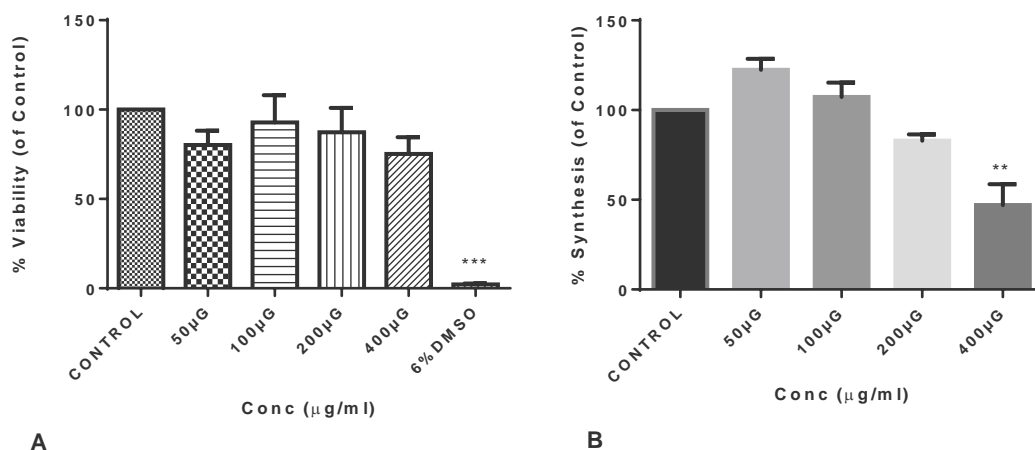 150
100
50
0
% Viability (of Control)
***
CONTROL
50µG
100µG
200µG
400µG
6%DMSO
Conc (µg/ml)
A
150
100
50
0
% Synthesis (of Control)
**
CONTROL
50µG
100µG
200µG
400µG
Conc (µg/ml)
B